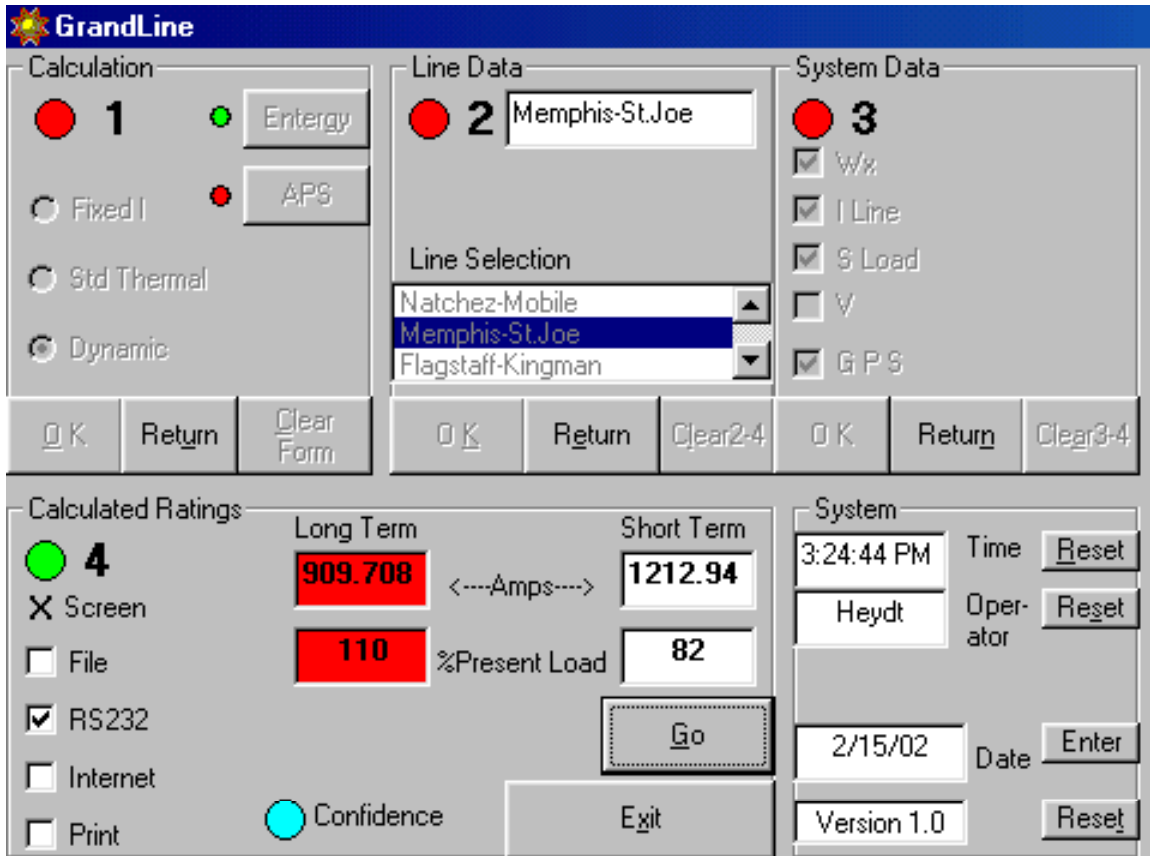 GrandLine
Calculation
1
Entergy
APS
Fixed I
Std Thermal
Dynamic
O K
Return
Clear
Form
Line Data
2
Memphis-St.Joe
Line Selection
Natchez-Mobile
Memphis-St.Joe
Flagstaff-Kingman
O K
Return
Clear2-4
System Data
3
Wx
I Line
S Load
V
G P S
O K
Return
Clear3-4
Calculated Ratings
4
X Screen
File
RS232
Internet
Print
Long Term
Short Term
909.708
<----Amps---->
1212.94
110
%Present Load
82
Go
Confidence
Exit
System
3:24:44 PM
Time
Reset
Heydt
Oper-
ator
Reset
2/15/02
Date
Enter
Version 1.0
Reset